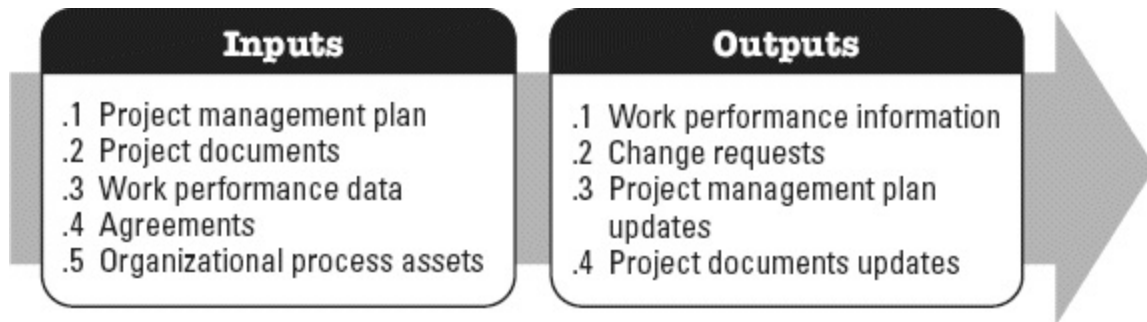 Inputs
.1 Project management plan
.2 Project documents
.3 Work performance data
.4 Agreements
.5 Organizational process assets
Outputs
.1 Work performance information
.2 Change requests
.3 Project management plan
updates
.4 Project documents updates